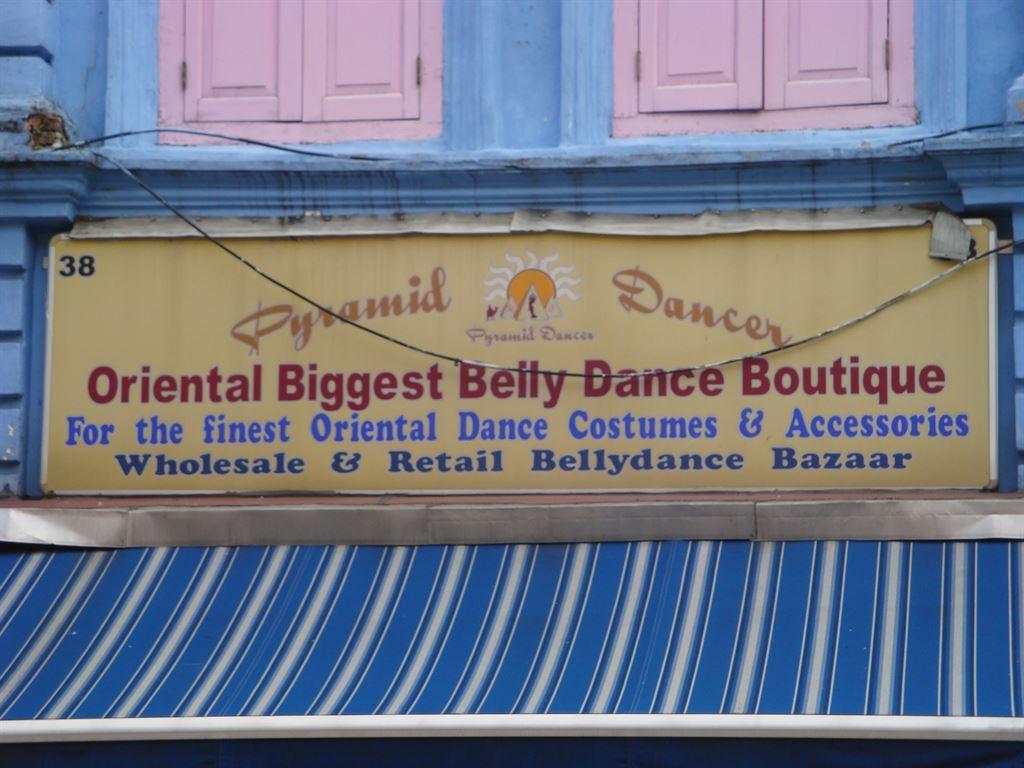 38
Pyramid Dancer
Pyramid Dancer
Oriental Biggest Belly Dance Boutique
For the finest Oriental Dance Costumes & Accessories
Wholesale & Retail Bellydance Bazaar